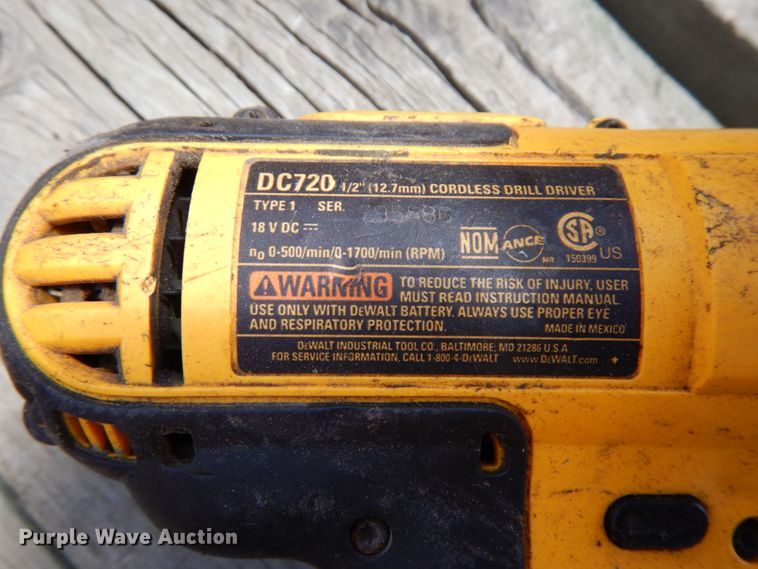 DC720 1/2" (12.7mm) CORDLESS DRILL DRIVER
TYPE 1 SER.
18 V DC ⎓
n₀ 0-500/min/0-1700/min (RPM)
NOM ANCE MR
SA ® 150399 US
WARNING TO REDUCE THE RISK OF INJURY, USER
MUST READ INSTRUCTION MANUAL
USE ONLY WITH DEWALT BATTERY. ALWAYS USE PROPER EYE
AND RESPIRATORY PROTECTION. MADE IN MEXICO
DEWALT INDUSTRIAL TOOL CO., BALTIMORE, MD 21286 U.S.A
FOR SERVICE INFORMATION, CALL 1-800-4-DEWALT www.DEWALT.com
Purple Wave Auction